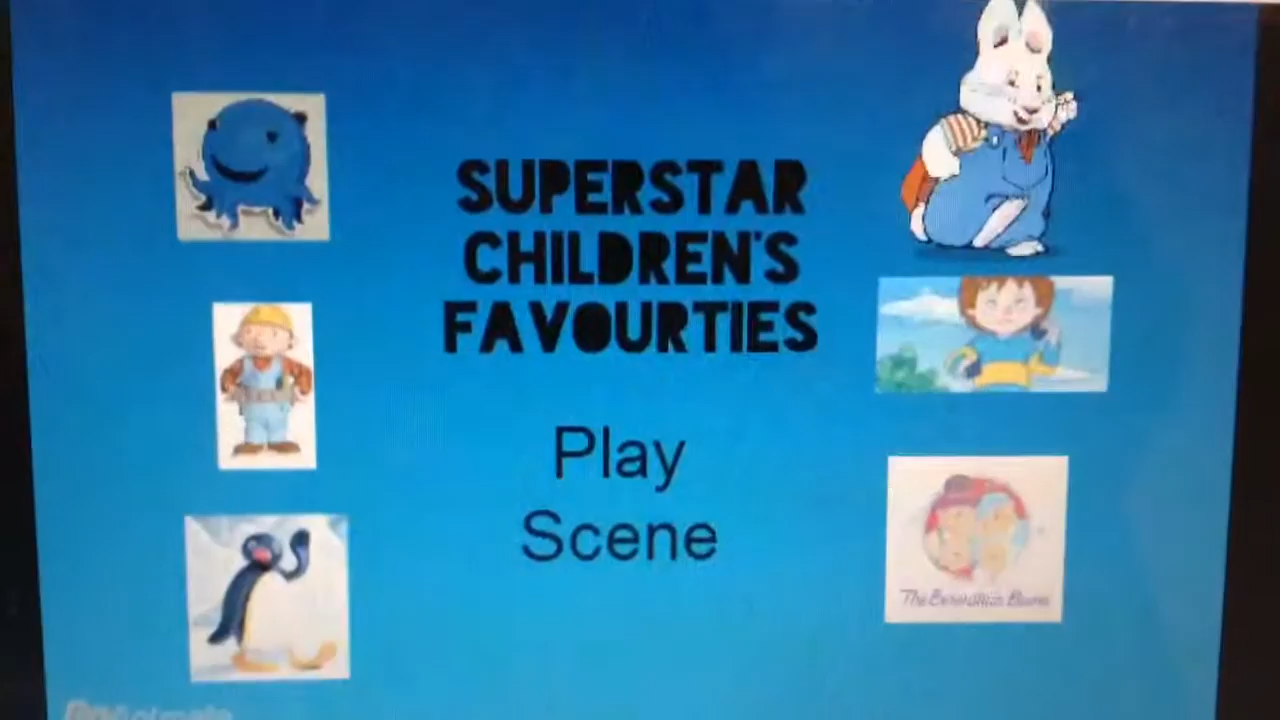 SUPERSTAR
CHILDREN'S
FAVOURTIES
Play
Scene
The Berenstain Bears